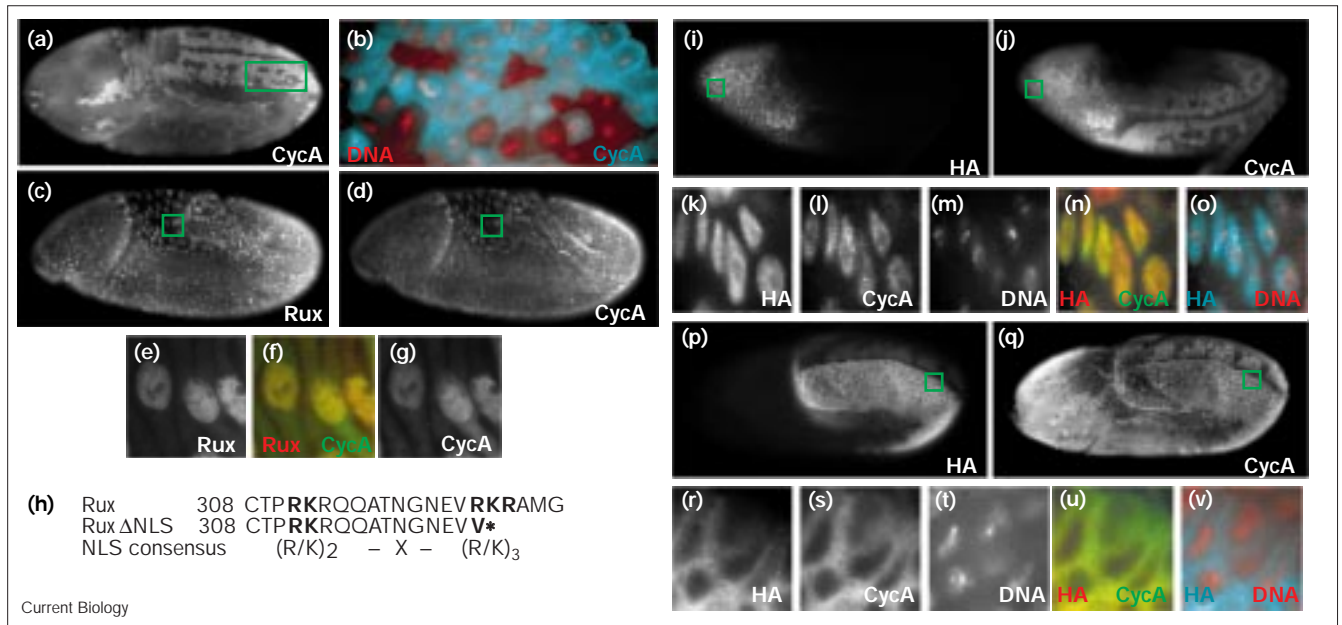 (a)
CycA
(b)
DNA CycA
(c)
Rux
(d)
CycA
(e)
Rux
(f)
Rux CycA
(g)
CycA
(h) Rux 308 CTPRKRQQATNGNEVRKRAMG
Rux ΔNLS 308 CTPRKRQQATNGNEVV*
NLS consensus (R/K)2 – X – (R/K)3
Current Biology
(i)
HA
(j)
CycA
(k)
HA
(l)
CycA
(m)
DNA
(n)
HA CycA
(o)
HA DNA
(p)
HA
(q)
CycA
(r)
HA
(s)
CycA
(t)
DNA
(u)
HA CycA
(v)
HA DNA